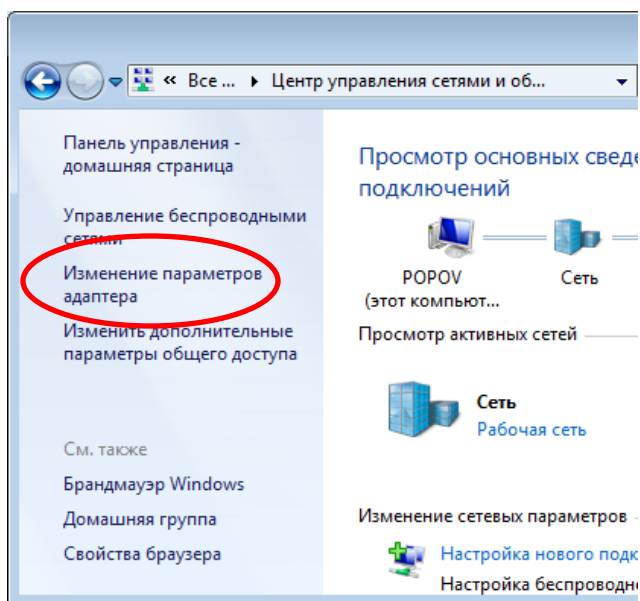 « Все ... ▸ Центр управления сетями и об...
Панель управления -
домашняя страница
Управление беспроводными
сетями
Изменение параметров
адаптера
Изменить дополнительные
параметры общего доступа
См. также
Брандмауэр Windows
Домашняя группа
Свойства браузера
Просмотр основных сведе
подключений
POPOV
(этот компьют...
Сеть
Просмотр активных сетей
Сеть
Рабочая сеть
Изменение сетевых параметров
Настройка нового подк
Настройка беспроводн